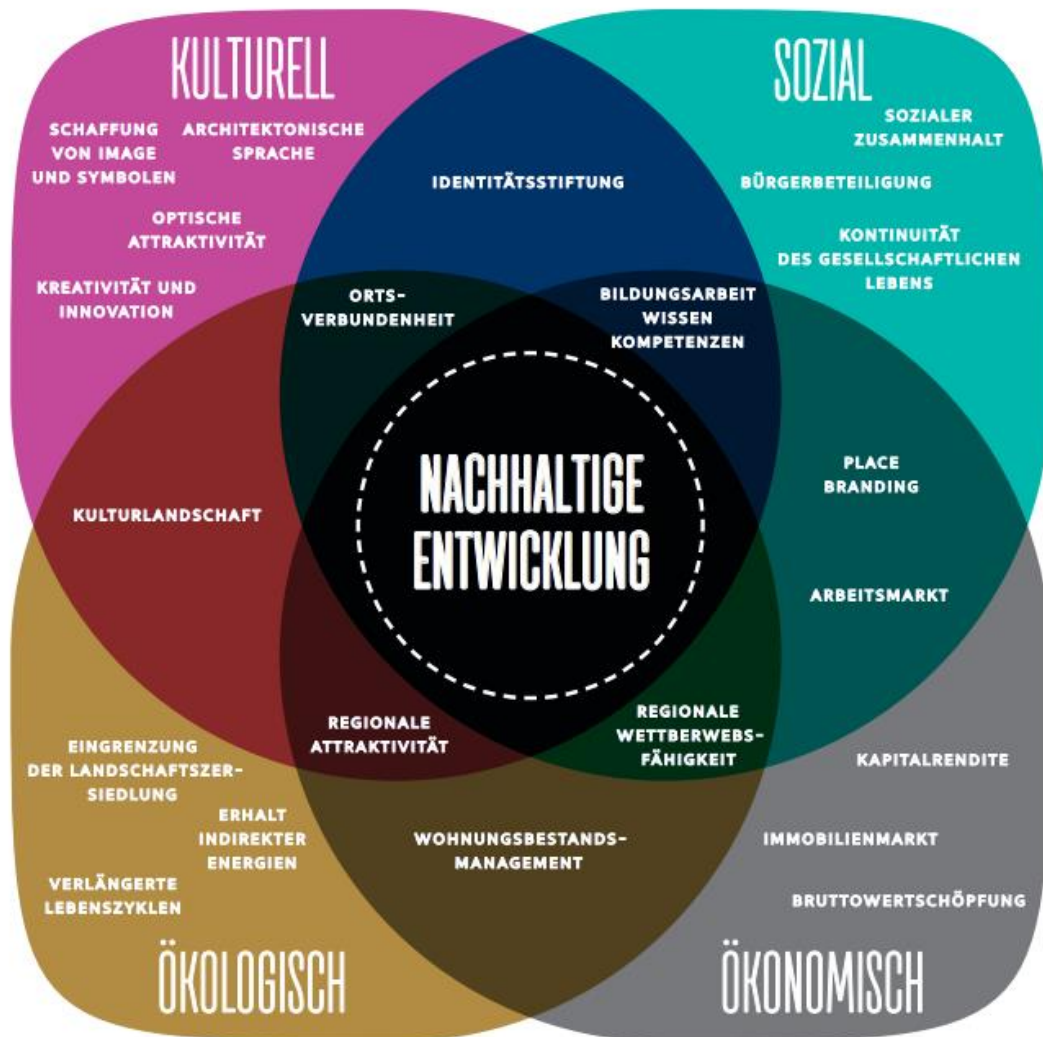 KULTURELL
SCHAFFUNG
VON IMAGE
UND SYMBOLEN
ARCHITEKTONISCHE
SPRACHE
OPTISCHE
ATTRAKTIVITÄT
KREATIVITÄT UND
INNOVATION
IDENTITÄTSSTIFTUNG
SOZIAL
SOZIALER
ZUSAMMENHALT
BÜRGERBETEILIGUNG
KONTINUITÄT
DES GESELLSCHAFTLICHEN
LEBENS
ORTS-
VERBUNDENHEIT
BILDUNGSARBEIT
WISSEN
KOMPETENZEN
KULTURLANDSCHAFT
NACHHALTIGE
ENTWICKLUNG
PLACE
BRANDING
ARBEITSMARKT
REGIONALE
ATTRAKTIVITÄT
REGIONALE
WETTBERWEBS-
FÄHIGKEIT
EINGRENZUNG
DER LANDSCHAFTSZER-
SIEDLUNG
ERHALT
INDIREKTER
ENERGIEN
VERLÄNGERTE
LEBENSZYKLEN
ÖKOLOGISCH
WOHNUNGSBESTANDS-
MANAGEMENT
KAPITALRENDITE
IMMOBILIENMARKT
BRUTTOWERTSCHÖPFUNG
ÖKONOMISCH